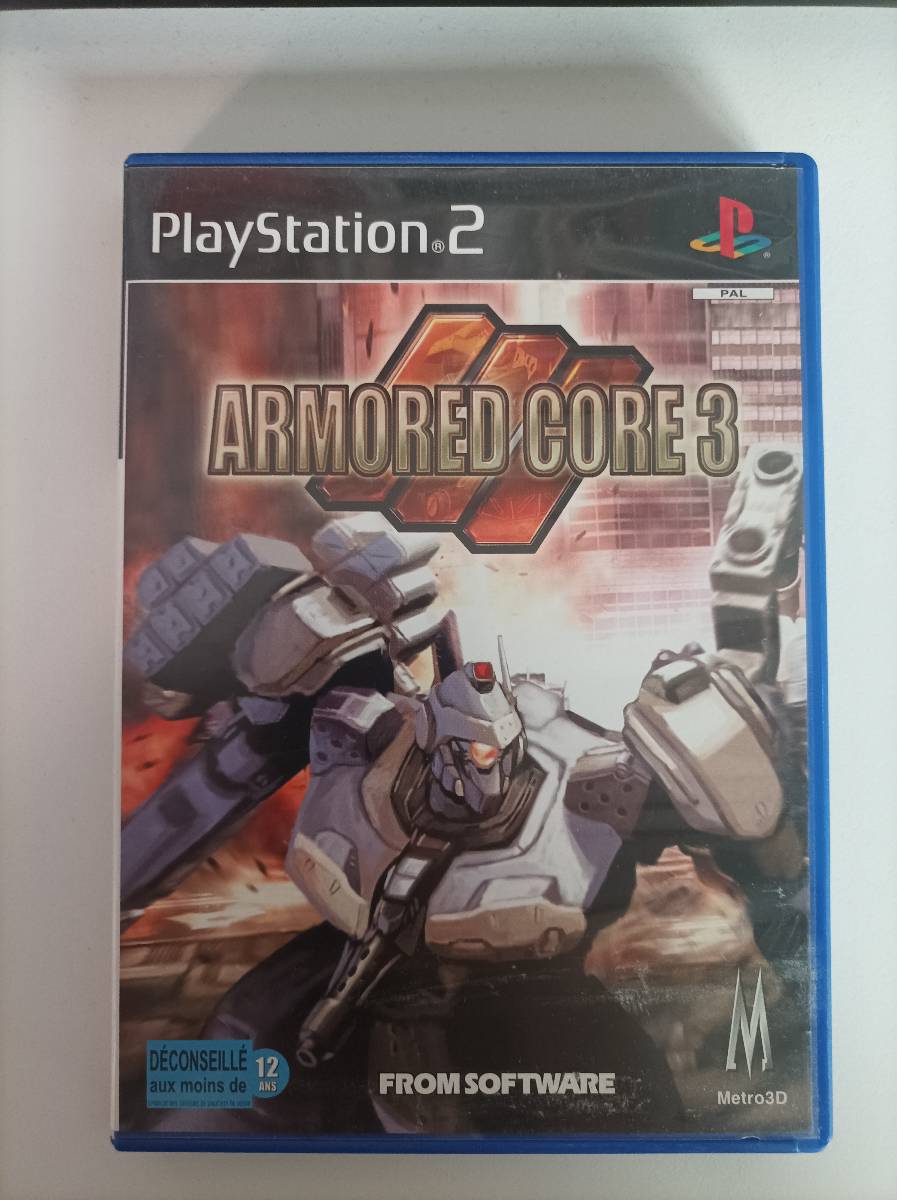 PlayStation®2
PAL
ARMORED CORE 3
DÉCONSEILLÉ
aux moins de
12
ANS
FROM SOFTWARE
Metro3D